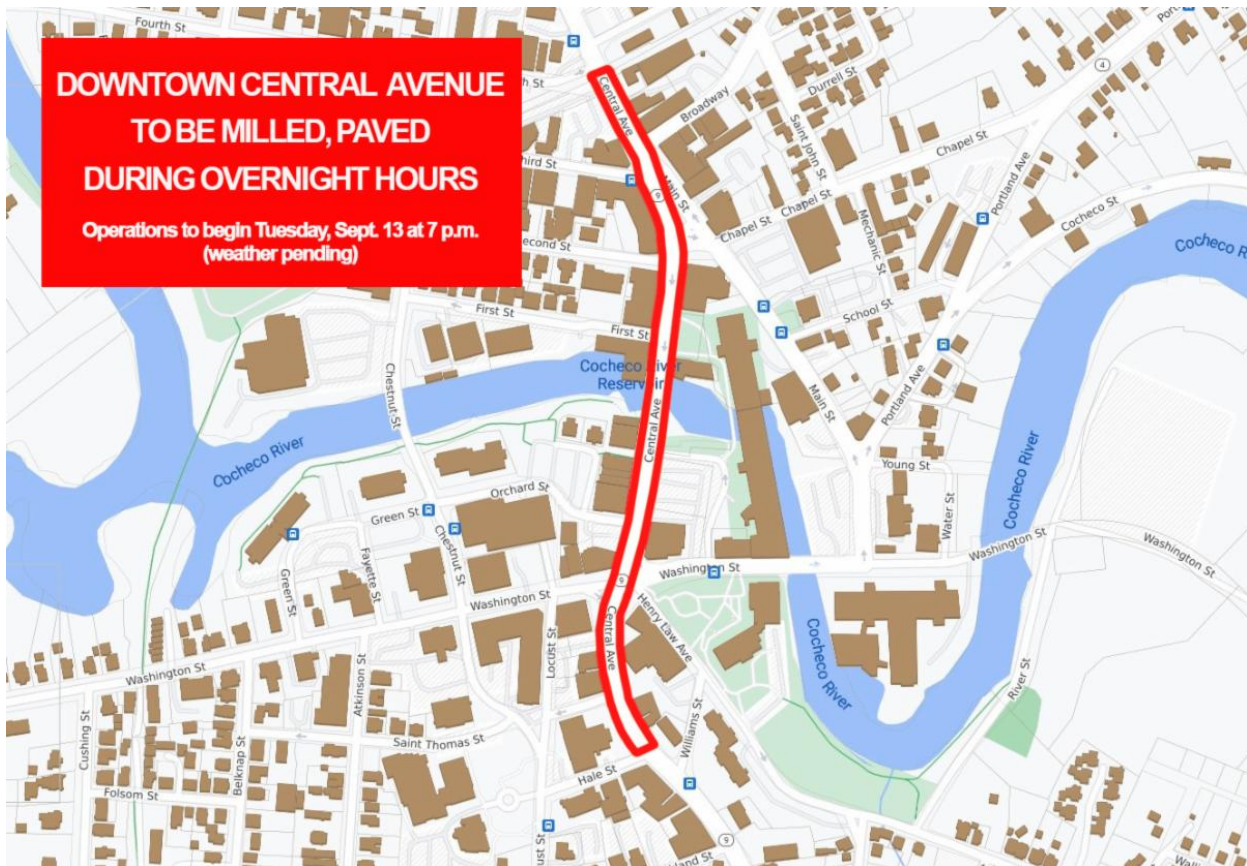 Fourth St
DOWNTOWN CENTRAL AVENUE
TO BE MILLED, PAVED
DURING OVERNIGHT HOURS
Operations to begin Tuesday, Sept. 13 at 7 p.m.
(weather pending)
Central Ave
Broadway
Durrell St
4
Saint John St
Chapel St
Portland Ave
Third St
9
Main St
Chapel St
Chapel St
Mechanic St
Cocheco St
Second St
School St
First St
First St
Cocheco River
Reservoir
Chestnut St
Main St
Portland Ave
Cocheco River
Central Ave
Young St
Water St
Cocheco River
Orchard St
Green St
Chestnut St
Fayette St
Green St
Washington St
Washington St
Washington St
9
Washington St
Henry Law Ave
Central Ave
Locust St
Cocheco River
Washington St
Atkinson St
River St
Williams St
Cushing St
Belknap St
Saint Thomas St
Hale St
Folsom St
9